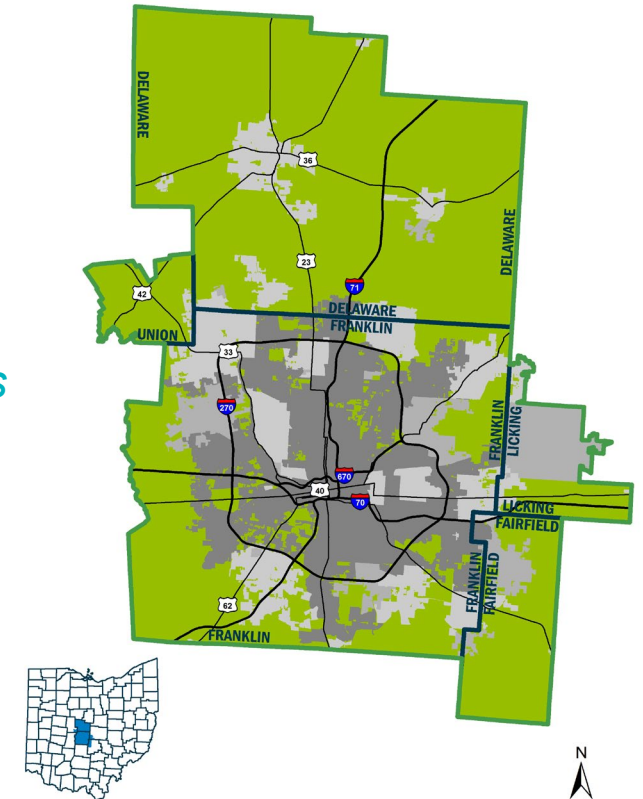 DELAWARE
36
DELAWARE
23
71
42
DELAWARE
FRANKLIN
UNION
33
270
FRANKLIN
LICKING
670
40
70
LICKING
FAIRFIELD
FRANKLIN
FAIRFIELD
62
FRANKLIN
N
s